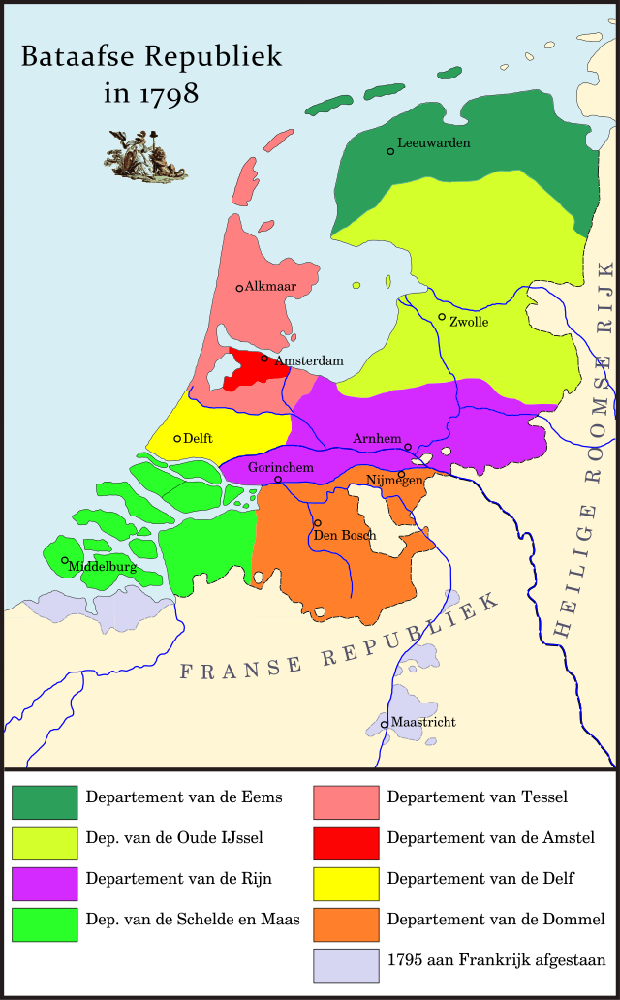 Bataafse Republiek
in 1798
Leeuwarden
Alkmaar
Zwolle
Amsterdam
Delft
Arnhem
Gorinchem
Nijmegen
Den Bosch
Middelburg
Maastricht
HEILIGE ROOMSE RIJK
FRANSE REPUBLIEK
Departement van de Eems
Dep. van de Oude IJssel
Departement van de Rijn
Dep. van de Schelde en Maas
Departement van Tessel
Departement van de Amstel
Departement van de Delf
Departement van de Dommel
1795 aan Frankrijk afgestaan